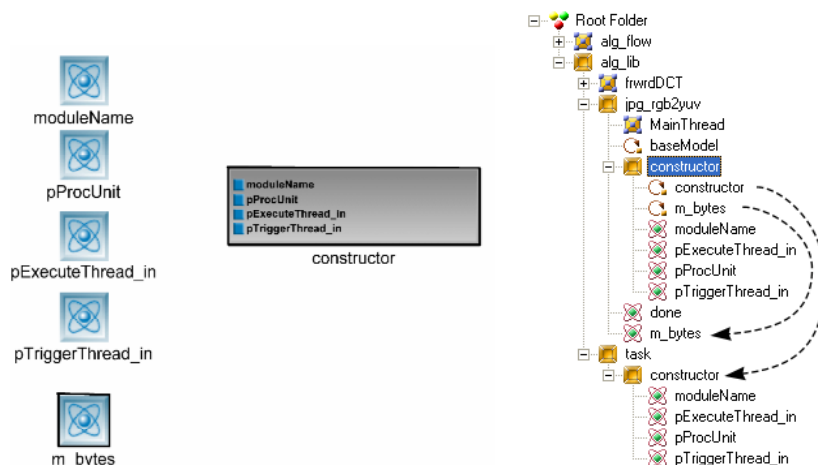 moduleName
pProcUnit
pExecuteThread_in
pTriggerThread_in
m_bytes
moduleName
pProcUnit
pExecuteThread_in
pTriggerThread_in
constructor
Root Folder
alg_flow
alg_lib
frwrdDCT
jpg_rgb2yuv
MainThread
baseModel
constructor
constructor
m_bytes
moduleName
pExecuteThread_in
pProcUnit
pTriggerThread_in
done
m_bytes
task
constructor
moduleName
pExecuteThread_in
pProcUnit
pTriggerThread_in